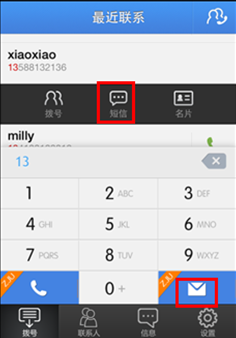 最近联系
xiaoxiao
13588132136
拨号 短信 名片
milly
13
1 2 ABC 3 DEF
4 GHI 5 JKL 6 MNO
7 PQRS 8 TUV 9 WXYZ
0 +
拨号 联系人 信息 设置